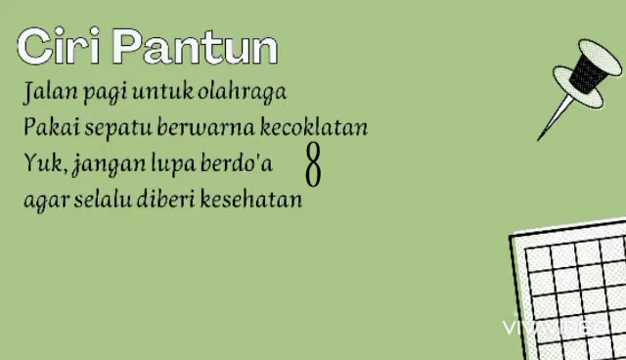 Ciri Pantun
Jalan pagi untuk olahraga
Pakai sepatu berwarna kecoklatan
Yuk, jangan lupa berdo'a 8
agar selalu diberi kesehatan